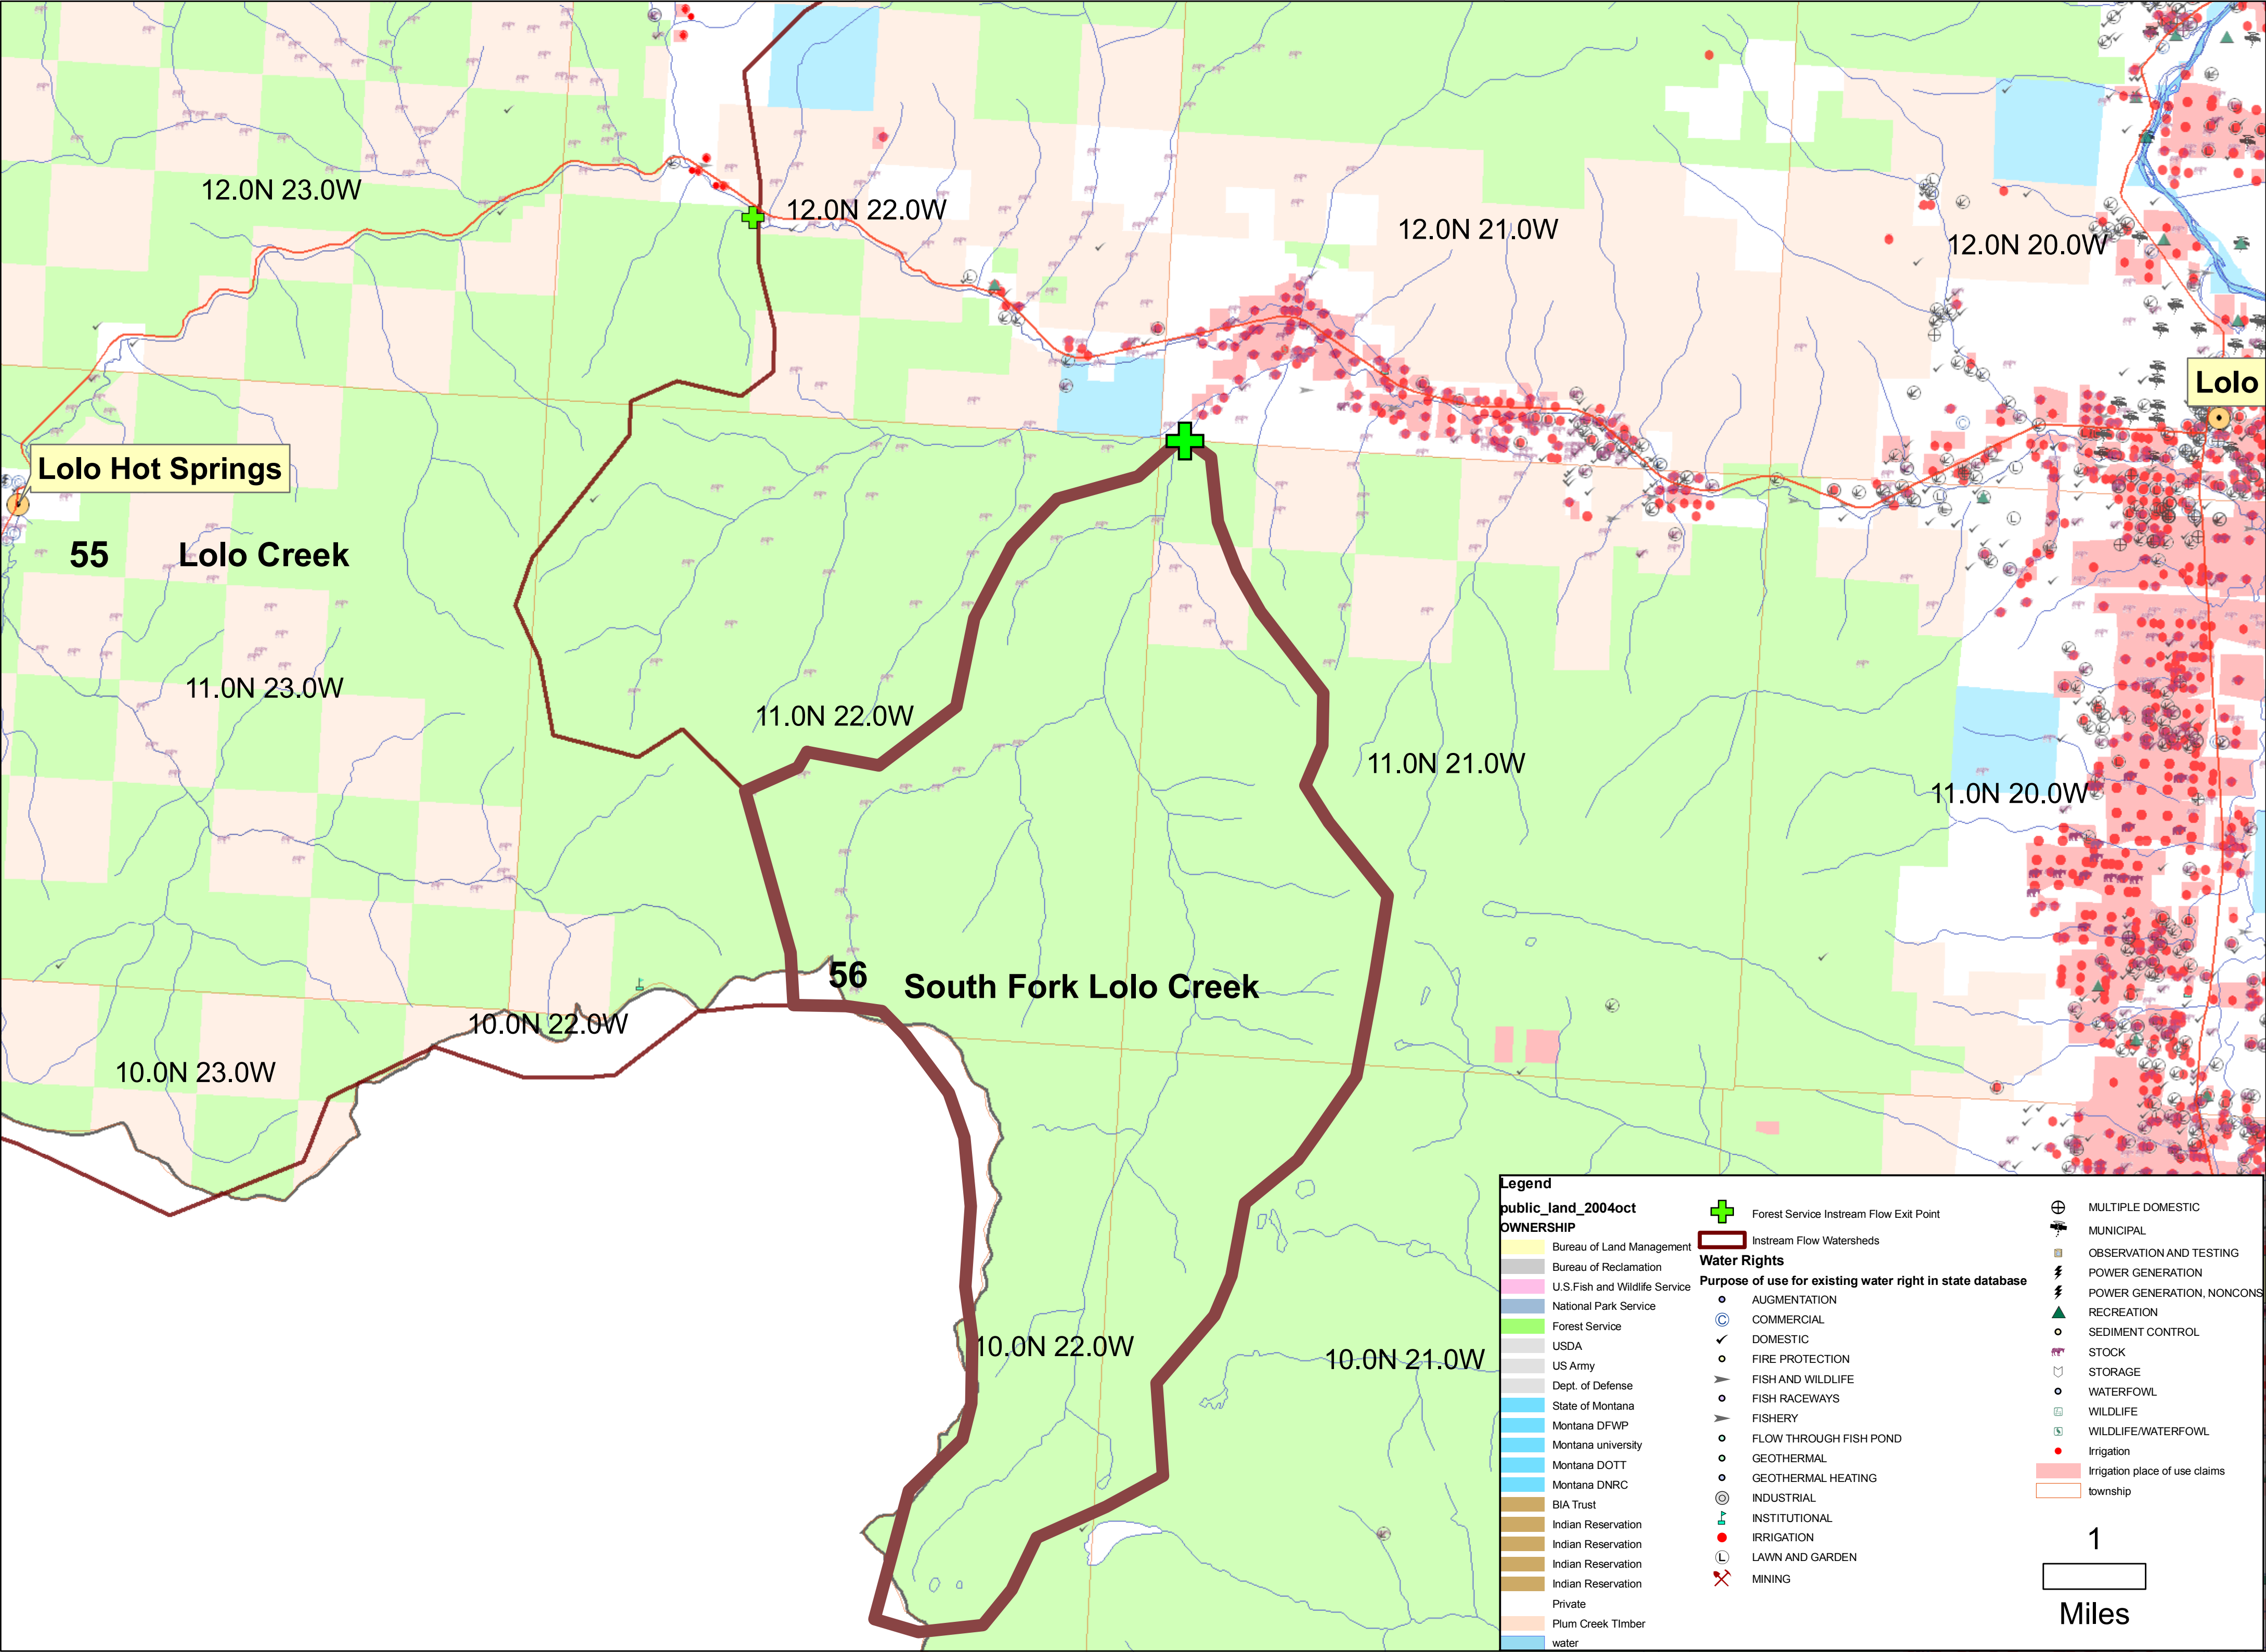 12.0N 23.0W
12.0N 22.0W
12.0N 21.0W
12.0N 20.0W
Lolo
Lolo Hot Springs
55 Lolo Creek
11.0N 23.0W
11.0N 22.0W
11.0N 21.0W
11.0N 20.0W
56 South Fork Lolo Creek
10.0N 22.0W
10.0N 23.0W
10.0N 22.0W
10.0N 21.0W
Legend
public_land_2004oct
OWNERSHIP
Bureau of Land Management
Bureau of Reclamation
U.S.Fish and Wildlife Service
National Park Service
Forest Service
USDA
US Army
Dept. of Defense
State of Montana
Montana DFWP
Montana university
Montana DOTT
Montana DNRC
BIA Trust
Indian Reservation
Indian Reservation
Indian Reservation
Indian Reservation
Private
Plum Creek TImber
water
Forest Service Instream Flow Exit Point
Instream Flow Watersheds
Water Rights
Purpose of use for existing water right in state database
AUGMENTATION
COMMERCIAL
DOMESTIC
FIRE PROTECTION
FISH AND WILDLIFE
FISH RACEWAYS
FISHERY
FLOW THROUGH FISH POND
GEOTHERMAL
GEOTHERMAL HEATING
INDUSTRIAL
INSTITUTIONAL
IRRIGATION
LAWN AND GARDEN
MINING
MULTIPLE DOMESTIC
MUNICIPAL
OBSERVATION AND TESTING
POWER GENERATION
POWER GENERATION, NONCONS
RECREATION
SEDIMENT CONTROL
STOCK
STORAGE
WATERFOWL
WILDLIFE
WILDLIFE/WATERFOWL
Irrigation
Irrigation place of use claims
township
1
Miles